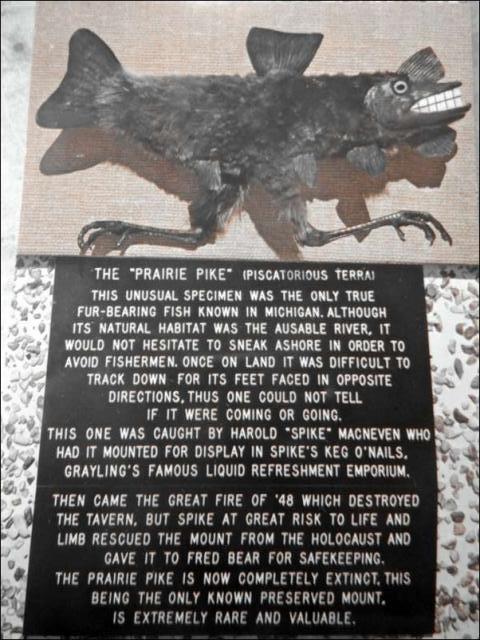 THE "PRAIRIE PIKE" (PISCATORIOUS TERRA)
THIS UNUSUAL SPECIMEN WAS THE ONLY TRUE
FUR-BEARING FISH KNOWN IN MICHIGAN. ALTHOUGH
ITS NATURAL HABITAT WAS THE AUSABLE RIVER, IT
WOULD NOT HESITATE TO SNEAK ASHORE IN ORDER TO
AVOID FISHERMEN. ONCE ON LAND IT WAS DIFFICULT TO
TRACK DOWN FOR ITS FEET FACED IN OPPOSITE
DIRECTIONS, THUS ONE COULD NOT TELL
IF IT WERE COMING OR GOING.
THIS ONE WAS CAUGHT BY HAROLD "SPIKE" MACNEVEN WHO
HAD IT MOUNTED FOR DISPLAY IN SPIKE'S KEG O'NAILS,
GRAYLING'S FAMOUS LIQUID REFRESHMENT EMPORIUM.
THEN CAME THE GREAT FIRE OF '48 WHICH DESTROYED
THE TAVERN, BUT SPIKE AT GREAT RISK TO LIFE AND
LIMB RESCUED THE MOUNT FROM THE HOLOCAUST AND
GAVE IT TO FRED BEAR FOR SAFEKEEPING.
THE PRAIRIE PIKE IS NOW COMPLETELY EXTINCT, THIS
BEING THE ONLY KNOWN PRESERVED MOUNT,
IS EXTREMELY RARE AND VALUABLE.